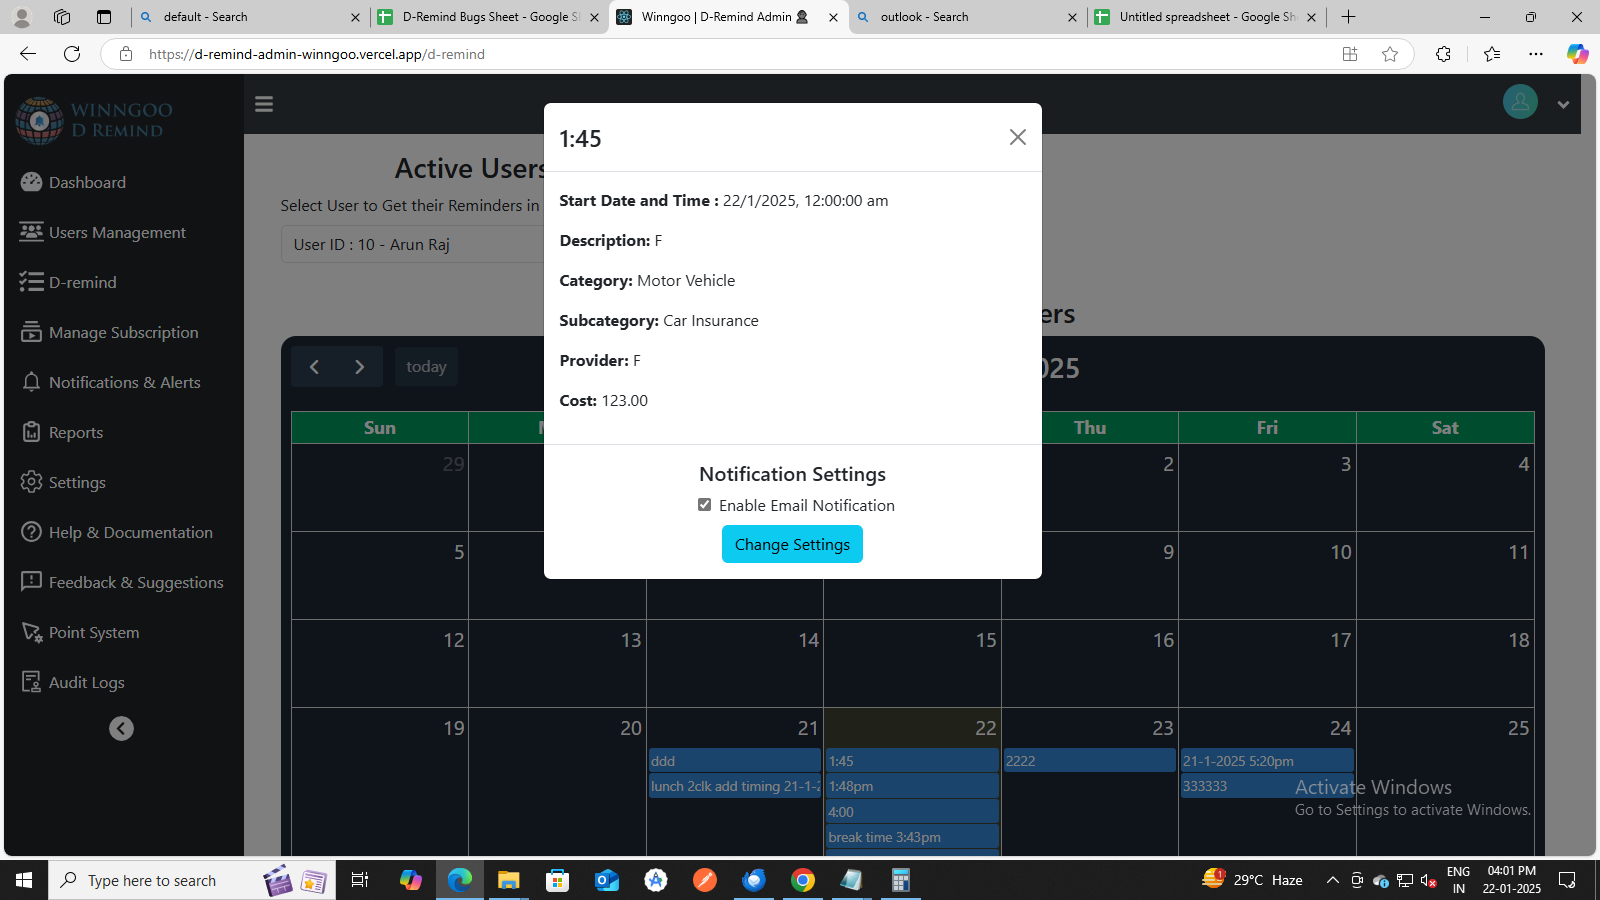 default - Search
D-Remind Bugs Sheet - Google Sh
Winngoo | D-Remind Admin
outlook - Search
Untitled spreadsheet - Google She
https://d-remind-admin-winngoo.vercel.app/d-remind
WINNGOO
D REMIND
Dashboard
Users Management
D-remind
Manage Subscription
Notifications & Alerts
Reports
Settings
Help & Documentation
Feedback & Suggestions
Point System
Audit Logs
Active Users
Select User to Get their Reminders in
User ID : 10 - Arun Raj
ers
1:45
Start Date and Time : 22/1/2025, 12:00:00 am
Description: F
Category: Motor Vehicle
Subcategory: Car Insurance
Provider: F
Cost: 123.00
Notification Settings
Enable Email Notification
Change Settings
today
025
Sun
Thu Fri Sat
29 2 3 4
5 9 10 11
12 13 14 15 16 17 18
19 20 21 22 23 24 25
ddd 1:45 2222 21-1-2025 5:20pm
lunch 2clk add timing 21-1-2 1:48pm 333333
4:00
break time 3:43pm
Activate Windows
Go to Settings to activate Windows.
Type here to search
1
29°C Haze
ENG
IN
04:01 PM
22-01-2025